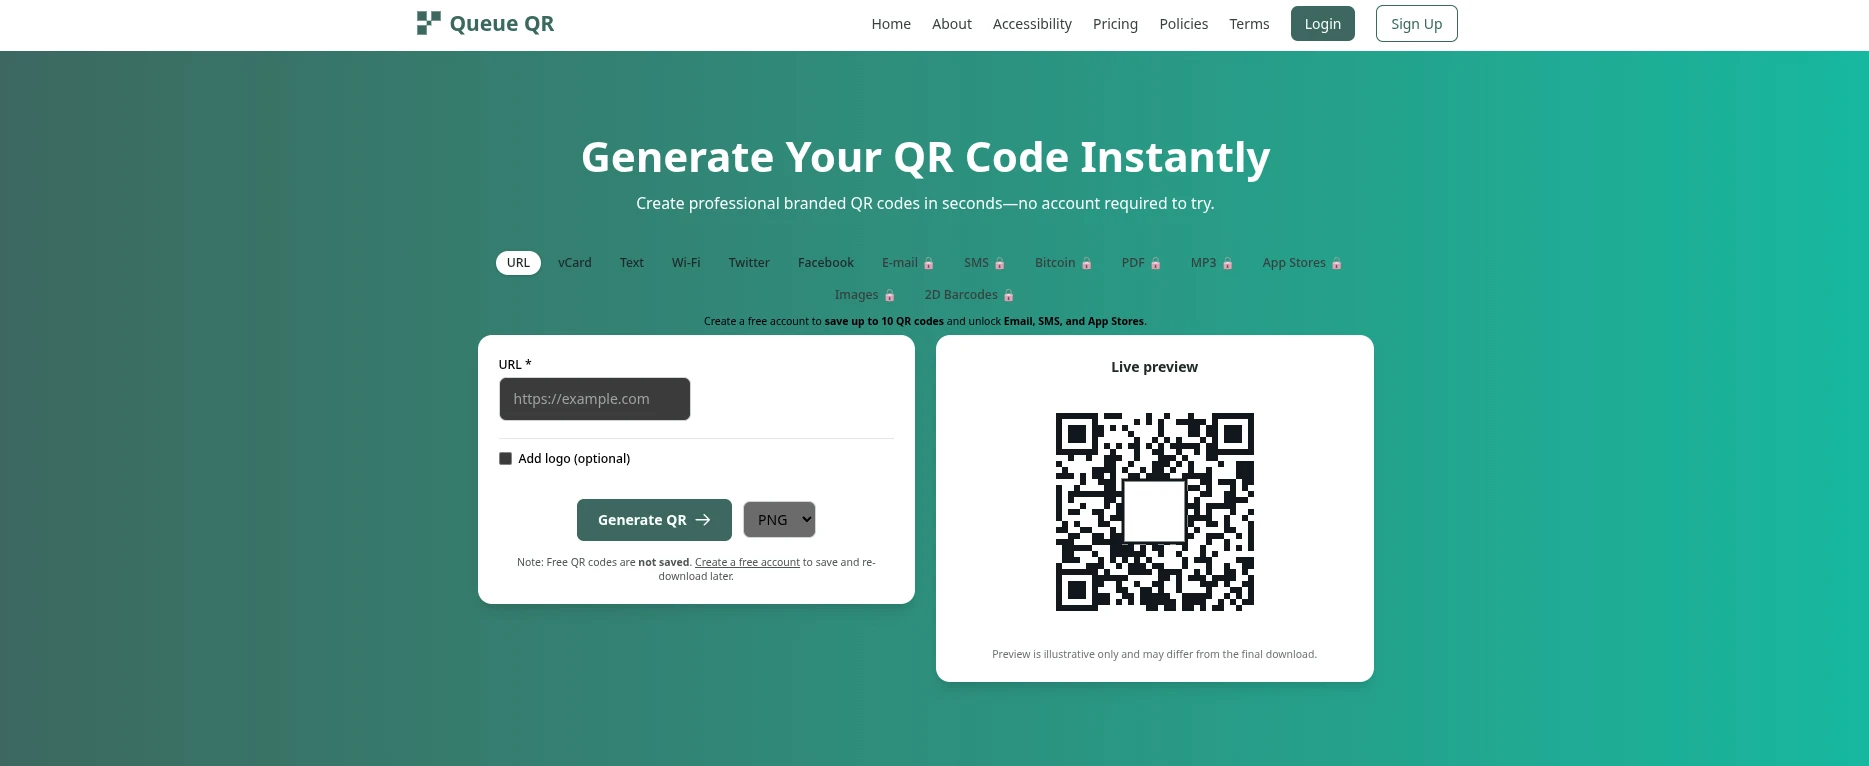 Queue QR
Home About Accessibility Pricing Policies Terms Login Sign Up
Generate Your QR Code Instantly
Create professional branded QR codes in seconds—no account required to try.
URL vCard Text Wi-Fi Twitter Facebook E-mail 🔒 SMS 🔒 Bitcoin 🔒 PDF 🔒 MP3 🔒 App Stores 🔒
Images 🔒 2D Barcodes 🔒
Create a free account to save up to 10 QR codes and unlock Email, SMS, and App Stores.
URL *
https://example.com
Add logo (optional)
Generate QR → PNG
Note: Free QR codes are not saved. Create a free account to save and re-
download later.
Live preview
Preview is illustrative only and may differ from the final download.